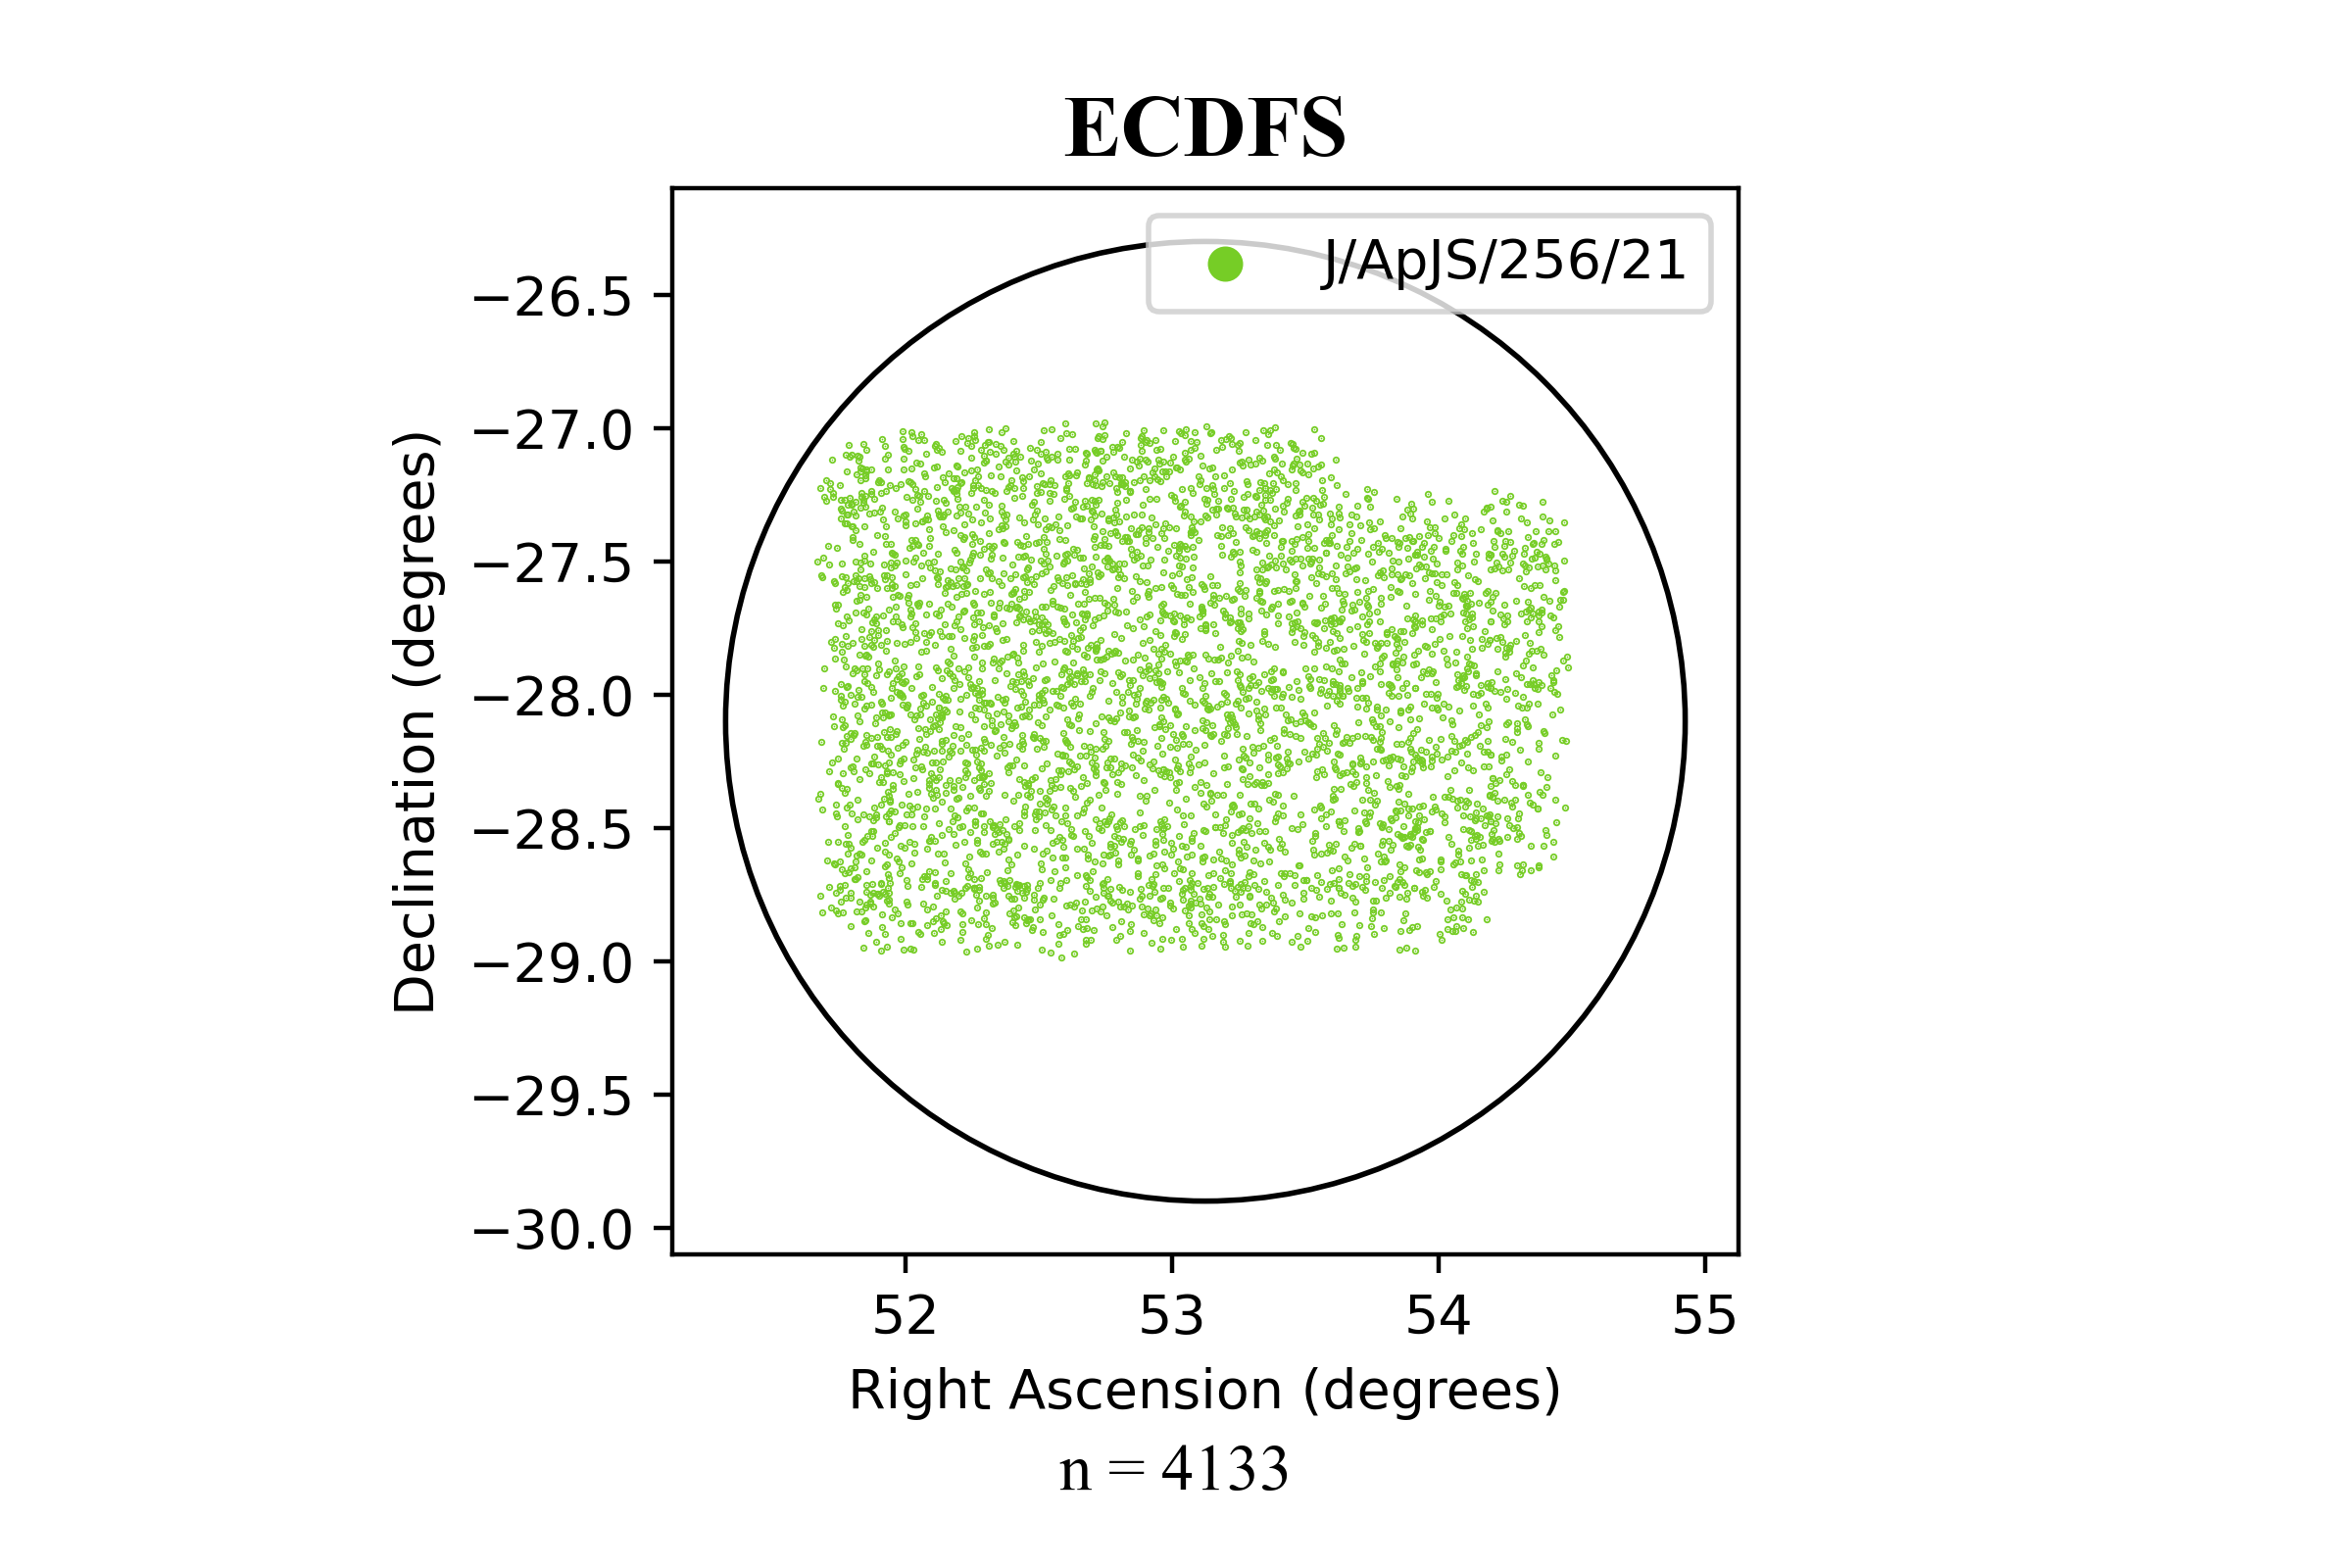 ECDFS
J/ApJS/256/21
Declination (degrees)
−26.5
−27.0
−27.5
−28.0
−28.5
−29.0
−29.5
−30.0
52 53 54 55
Right Ascension (degrees)
n = 4133